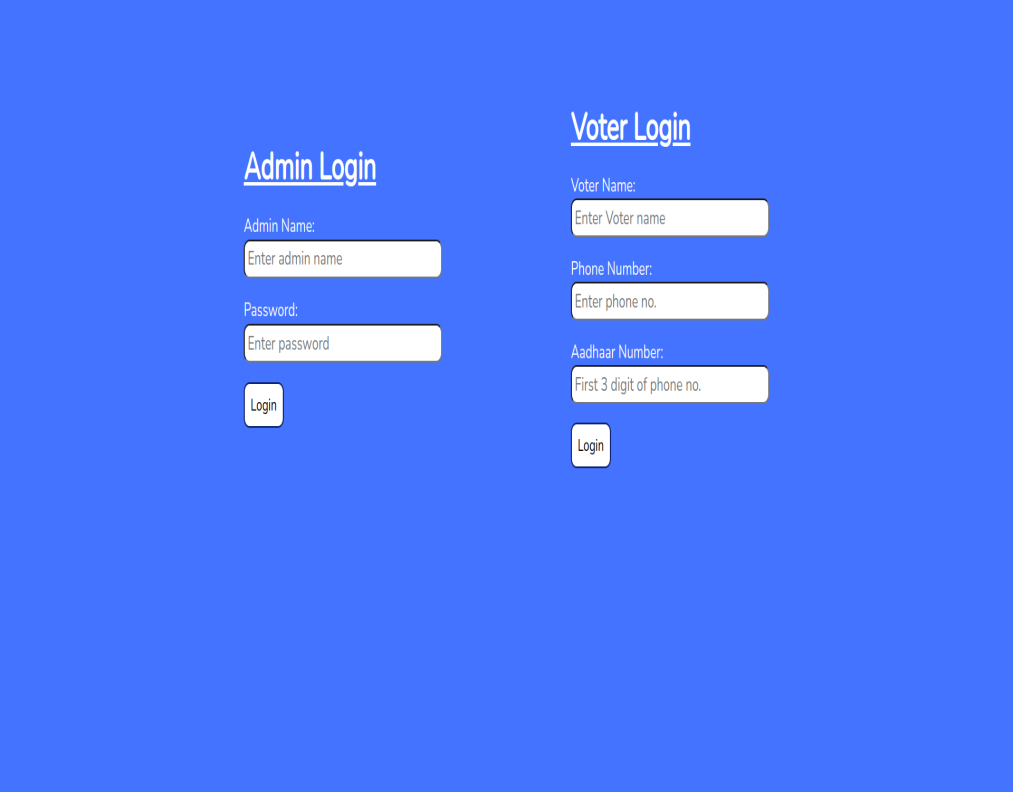 Admin Login
Admin Name:
Enter admin name
Password:
Enter password
Login
Voter Login
Voter Name:
Enter Voter name
Phone Number:
Enter phone no.
Aadhaar Number:
First 3 digit of phone no.
Login